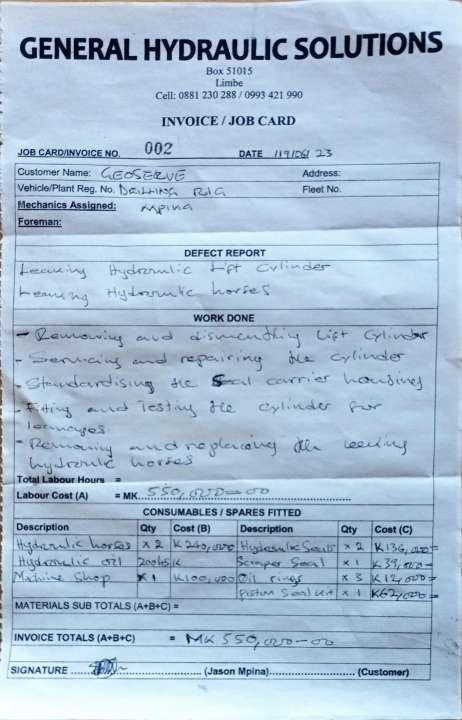 GENERAL HYDRAULIC SOLUTIONS
Box 51015
Limbe
Cell: 0881 230 288 / 0993 421 990
INVOICE / JOB CARD
JOB CARD/INVOICE NO. 002 DATE 23
Customer Name: GEOSERVE Address:
Vehicle/Plant Reg. No. DRILLING RIG Fleet No.
Mechanics Assigned: Mpina
Foreman:
DEFECT REPORT
Leaking Hydraulic Lift Cylinder
Leaking Hydraulic horses
WORK DONE
- Removing and dismantling Lift Cylinder
- Servicing and repairing the cylinder
- Standardising the Seal carrier housings
- Fitting and Testing the cylinder for
leakages
- Removing and replacing the leaking
hydraulic horses
Total Labour Hours =
Labour Cost (A) = MK. 550,000=00
CONSUMABLES / SPARES FITTED
Description Qty Cost (B) Description Qty Cost (C)
Hydraulic horses x 2 K240,000 Hydraulic Seals x 2 K136,000=
Hydraulic oil Scraper Seal x 1 K39,000=
Machine Shop x 1 K100,000 Oil rings x 3 K12,000=
Piston Seal kit x 1 K62,000=
MATERIALS SUB TOTALS (A+B+C) =
INVOICE TOTALS (A+B+C) = MK 550,000=00
SIGNATURE (Jason Mpina) (Customer)